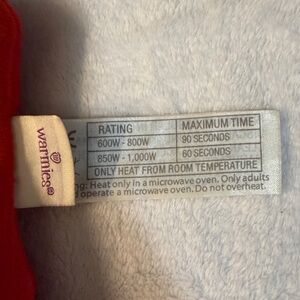 warmies®
RATING MAXIMUM TIME
600W - 800W 90 SECONDS
850W - 1,000W 60 SECONDS
ONLY HEAT FROM ROOM TEMPERATURE
ng: Heat only in a microwave oven. Only adults
d operate a microwave oven. Do not overheat.